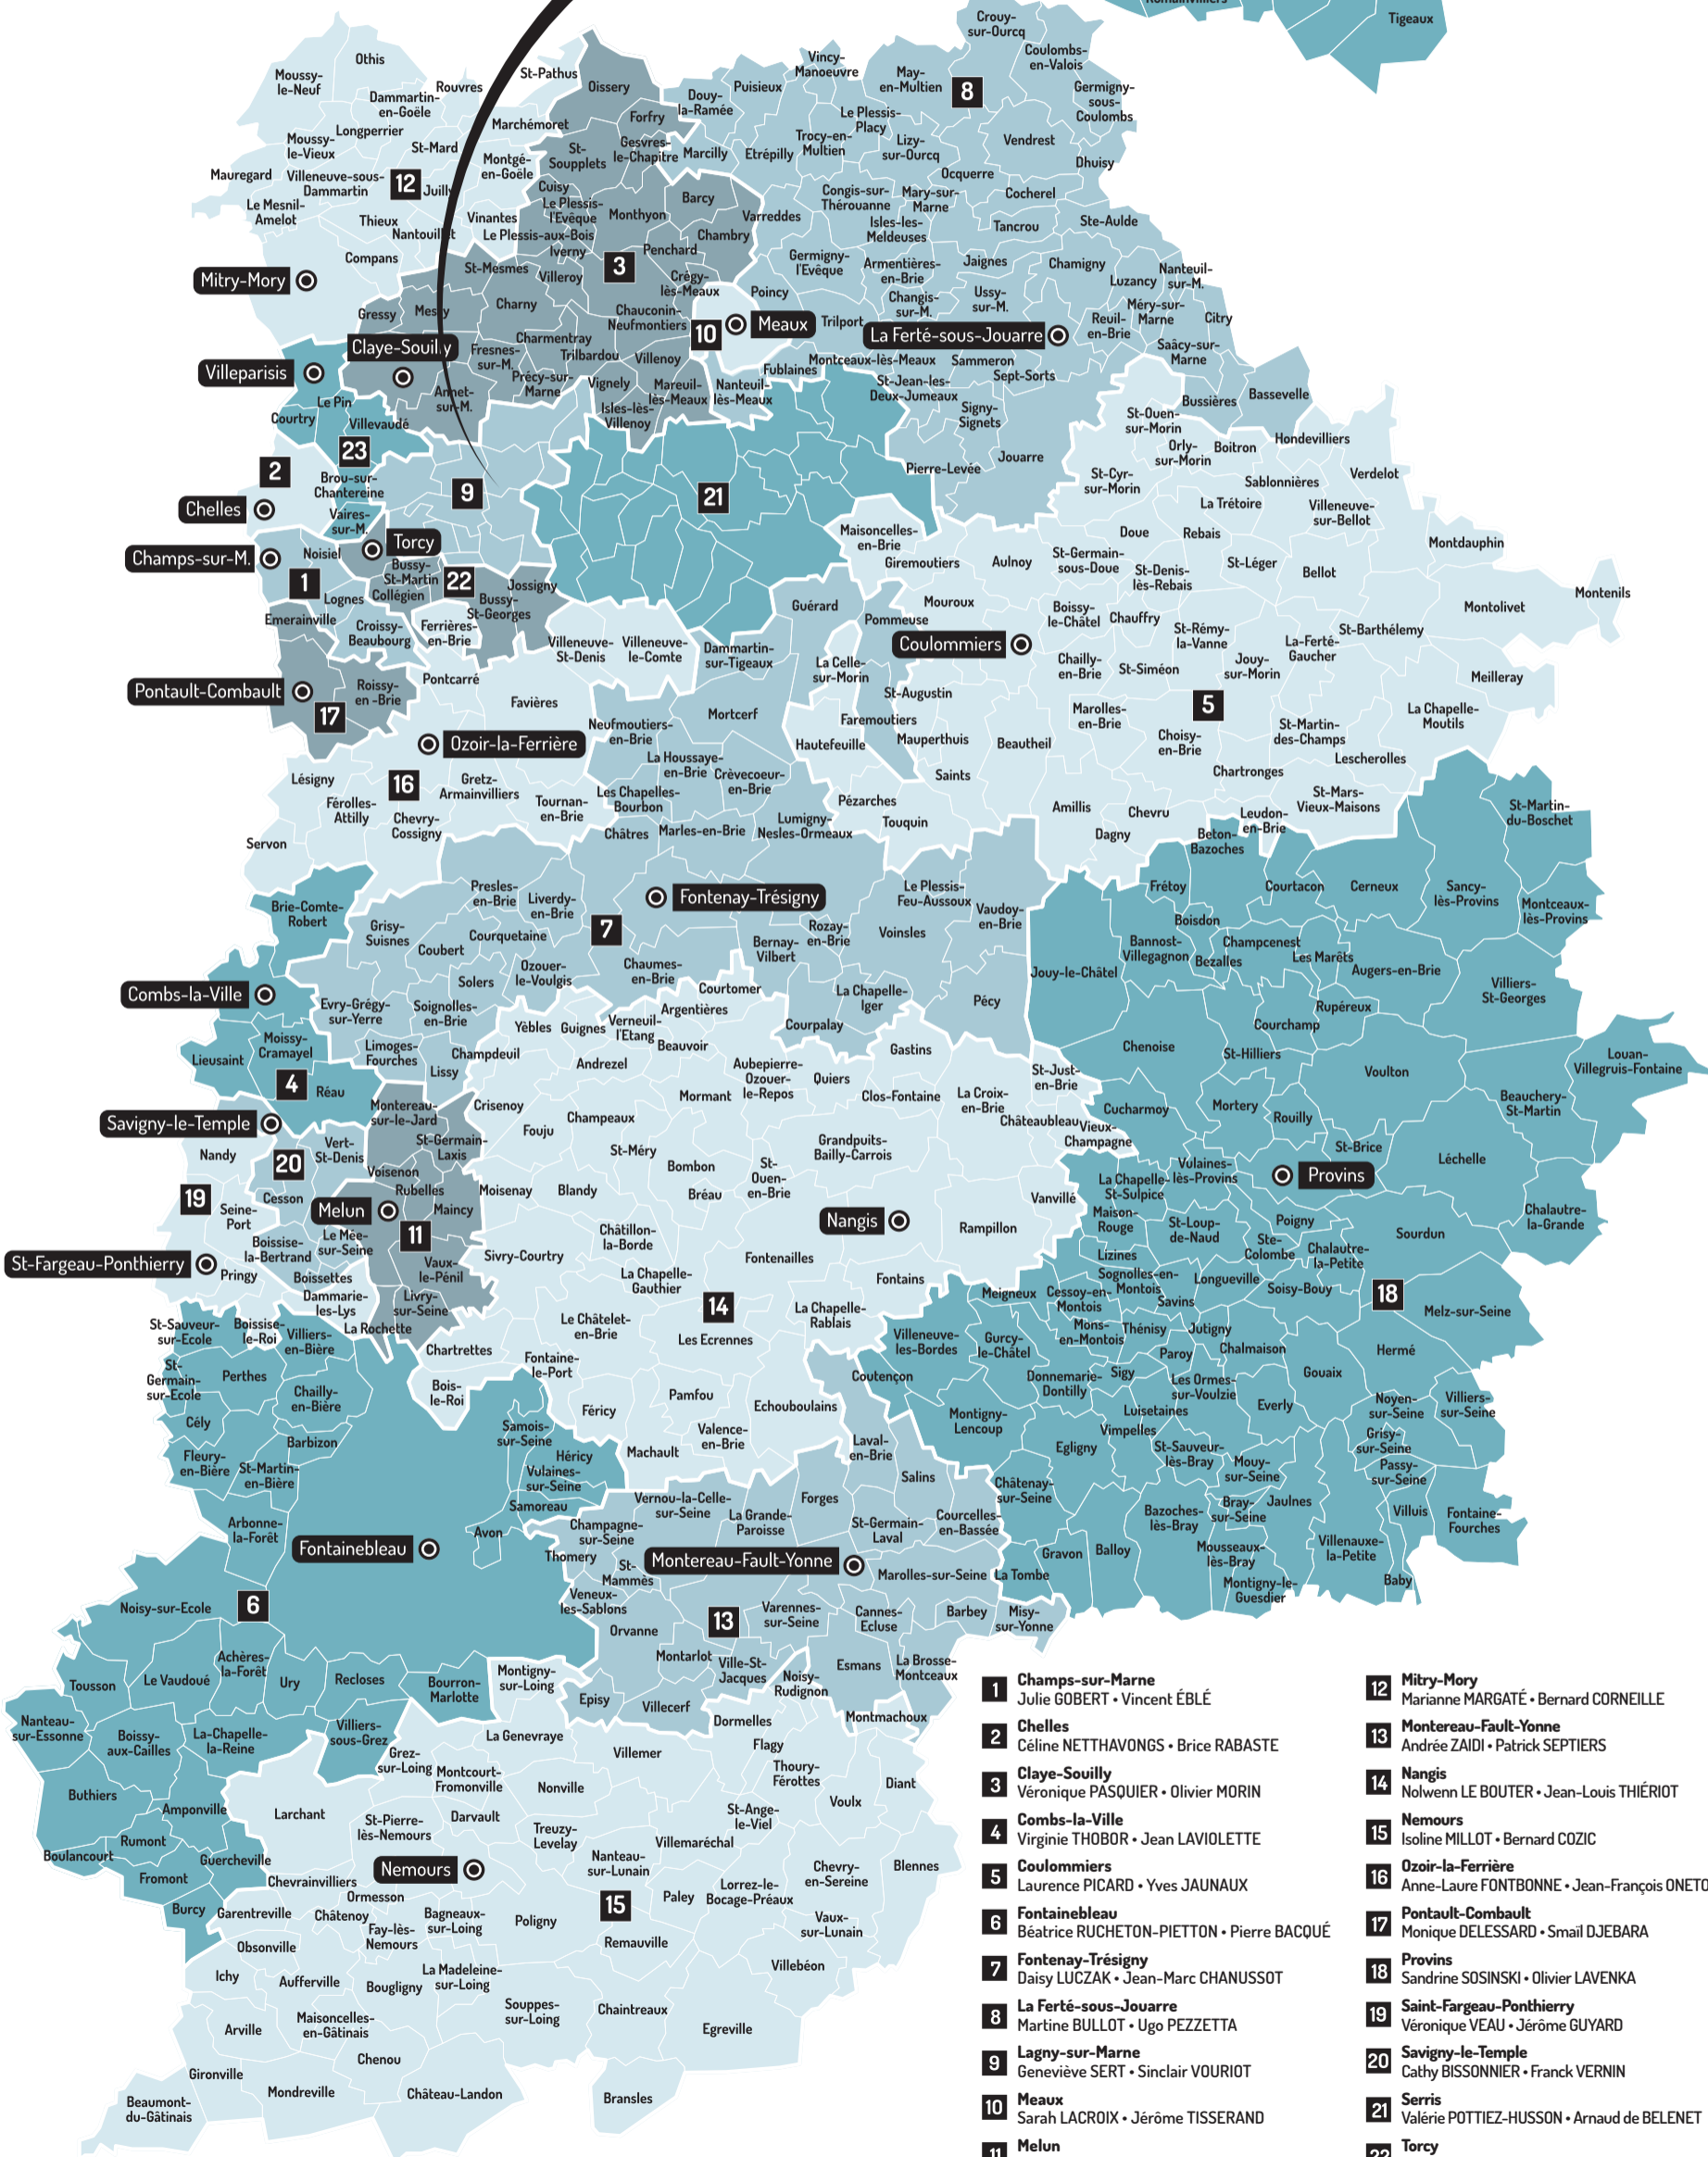 Tigeaux
Crouy-
sur-Ourcq
Othis
Coulombs-
en-Valois
Vincy-
Manoeuvre
St-Pathus
Moussy-
le-Neuf
May-
en-Multien
8
Rouvres
Oissery
Puisieux
Germigny-
sous-
Coulombs
Dammartin-
en-Goële
Douy-
la-Ramée
Forfry
Le Plessis-
Placy
Marchémoret
Longperrier
Moussy-
le-Vieux
St-Mard
Gesvres-
le-Chapitre
St-
Soupplets
Marcilly
Etrépilly
Trocy-en-
Multien
Lizy-
sur-Ourcq
Vendrest
Dhuisy
Montgé-
en-Goële
Mauregard
Villeneuve-sous-
Dammartin
12
Juilly
Ocquerre
Cuisy
Le Plessis-
l'Evêque
Barcy
Congis-sur-
Thérouanne
Mary-sur-
Marne
Cocherel
Le Mesnil-
Amelot
Thieux
Vinantes
Monthyon
Varreddes
Isles-les-
Meldeuses
Tancrou
Ste-Aulde
Nantouillet
Le Plessis-aux-Bois
Chambry
Compans
Iverny
Penchard
Germigny-
l'Evêque
Armentières-
en-Brie
Jaignes
Chamigny
Mitry-Mory
St-Mesmes
Villeroy
3
Crégy-
lès-Meaux
Poincy
Luzancy
Nanteuil-
sur-M.
Gressy
Messy
Charny
Chauconin-
Neufmontiers
Changis-
sur-M.
Ussy-
sur-M.
Méry-sur-
Marne
Citry
10
Meaux
Trilport
La Ferté-sous-Jouarre
Reuil-
en-Brie
Claye-Souilly
Charmentray
Fresnes-
sur-M.
Trilbardou
Villenoy
Saâcy-sur-
Marne
Villeparisis
Montceaux-lès-Meaux
Sammeron
Fublaines
Sept-Sorts
Précy-sur-
Marne
Vignely
Mareuil-
lès-Meaux
Nanteuil-
lès-Meaux
St-Jean-les-
Deux-Jumeaux
Annet-
sur-M.
Le Pin
Courtry
Villevaudé
Isles-lès-
Villenoy
Signy-
Signets
Bussières
Bassevelle
St-Ouen-
sur-Morin
Hondevilliers
23
Orly-
sur-Morin
Boitron
2
Jouarre
Pierre-Levée
St-Cyr-
sur-Morin
Sablonnières
Verdelot
Brou-sur-
Chantereine
9
21
La Trétoire
Villeneuve-
sur-Bellot
Chelles
Vaires-
sur-M.
Maisoncelles-
en-Brie
Doue
Rebais
Montdauphin
Torcy
Champs-sur-M.
Noisiel
Giremoutiers
Aulnoy
St-Germain-
sous-Doue
St-Léger
Bellot
1
Bussy-
St-Martin
22
Jossigny
St-Denis-
lès-Rebais
Montenils
Collégien
Lognes
Bussy-
St-Georges
Guérard
Mouroux
Montolivet
Emerainville
Pommeuse
Boissy-
le-Châtel
Chauffry
Croissy-
Beaubourg
Ferrières-
en-Brie
St-Rémy-
la-Vanne
St-Barthélemy
Villeneuve-
St-Denis
Villeneuve-
le-Comte
Dammartin-
sur-Tigeaux
Coulommiers
La-Ferté-
Gaucher
La Celle-
sur-Morin
Chailly-
en-Brie
St-Siméon
Jouy-
sur-Morin
Meilleray
Pontault-Combault
Roissy-
en -Brie
Pontcarré
Favières
St-Augustin
17
Mortcerf
Faremoutiers
Marolles-
en-Brie
5
La Chapelle-
Moutils
Ozoir-la-Ferrière
Neufmoutiers-
en-Brie
Hautefeuille
Mauperthuis
Beautheil
Choisy-
en-Brie
St-Martin-
des-Champs
Lescherolles
La Houssaye-
en-Brie
Crèvecoeur-
en-Brie
Saints
Chartronges
Lésigny
16
Gretz-
Armainvilliers
Les Chapelles-
Bourbon
Pézarches
St-Mars-
Vieux-Maisons
Férolles-
Attilly
Chevry-
Cossigny
Tournan-
en-Brie
Lumigny-
Nesles-Ormeaux
Touquin
Amillis
Chevru
Leudon-
en-Brie
St-Martin-
du-Boschet
Châtres
Marles-en-Brie
Dagny
Beton-
Bazoches
Servon
Presles-
en-Brie
Liverdy-
en-Brie
Fontenay-Trésigny
Le Plessis-
Feu-Aussoux
Frétoy
Courtacon
Cerneux
Sancy-
lès-Provins
Brie-Comte-
Robert
Vaudoy-
en-Brie
Montceaux-
lès-Provins
Grisy-
Suisnes
Courquetaine
7
Rozay-
en-Brie
Voinsles
Boisdon
Coubert
Bernay-
Vilbert
Bannost-
Villegagnon
Champcenest
Bezalles
Les Marêts
Augers-en-Brie
Solers
Ozouer-
le-Voulgis
Chaumes-
en-Brie
Jouy-le-Châtel
Combs-la-Ville
Courtomer
La Chapelle-
Iger
Pécy
Villiers-
St-Georges
Evry-Grégy-
sur-Yerre
Soignolles-
en-Brie
Argentières
Rupéreux
Yèbles
Guignes
Verneuil-
l'Etang
Courpalay
Courchamp
Moissy-
Cramayel
Limoges-
Fourches
Champdeuil
Beauvoir
Gastins
Chenoise
St-Hilliers
Louan-
Villegruis-Fontaine
Lieusaint
Lissy
Andrezel
Aubepierre-
Ozouer-
le-Repos
Quiers
St-Just-
en-Brie
Voulton
4
Réau
Mormant
Clos-Fontaine
La Croix-
en-Brie
Montereau-
sur-le-Jard
Crisenoy
Champeaux
Cucharmoy
Mortery
Rouilly
Beauchery-
St-Martin
Savigny-le-Temple
Fouju
Châteaubleau
Vieux-
Champagne
Nandy
20
Vert-
St-Denis
St-Germain-
Laxis
St-Méry
Grandpuits-
Bailly-Carrois
St-Brice
Léchelle
Voisenon
Bombon
St-
Ouen-
en-Brie
La Chapelle-
St-Sulpice
Vulaines-
lès-Provins
Provins
19
Cesson
Rubelles
Moisenay
Blandy
Bréau
Vanvillé
Seine-
Port
Melun
Maincy
Nangis
Rampillon
Maison-
Rouge
St-Loup-
de-Naud
Poigny
Chalautre-
la-Grande
11
Boissise-
la-Bertrand
Le Mée-
sur-Seine
Châtillon-
la-Borde
Sourdun
Ste-
Colombe
Chalautre-
la-Petite
St-Fargeau-Ponthierry
Sivry-Courtry
Fontenailles
Lizines
Pringy
Boissettes
Vaux-
le-Pénil
La Chapelle-
Gauthier
Fontains
Sognolles-en-
Montois
Longueville
Soisy-Bouy
18
Dammarie-
les-Lys
Livry-
sur-Seine
Meigneux
Cessoy-en-
Montois
Savins
14
La Chapelle-
Rablais
Melz-sur-Seine
St-Sauveur-
sur-Ecole
Boissise-
le-Roi
Villiers-
en-Bière
La Rochette
Le Châtelet-
en-Brie
Les Ecrennes
Villeneuve-
les-Bordes
Gurcy-
le-Châtel
Mons-
en-Montois
Thénisy
Jutigny
Chalmaison
Hermé
Chartrettes
Paroy
St-
Germain-
sur-Ecole
Perthes
Fontaine-
le-Port
Coutençon
Donnemarie-
Dontilly
Sigy
Gouaix
Chailly-
en-Bière
Bois-
le-Roi
Pamfou
Les Ormes-
sur-Voulzie
Noyen-
sur-Seine
Villiers-
sur-Seine
Cély
Féricy
Echouboulains
Montigny-
Lencoup
Luisetaines
Everly
Barbizon
Samois-
sur-Seine
Valence-
en-Brie
Vimpelles
Grisy-
sur-Seine
Machault
Laval-
en-Brie
Egligny
St-Sauveur-
lès-Bray
Fleury-
en-Bière
St-Martin-
en-Bière
Héricy
Vulaines-
sur-Seine
Salins
Mouy-
sur-Seine
Passy-
sur-Seine
Châtenay-
sur-Seine
Samoreau
Vernou-la-Celle-
sur-Seine
Forges
Bray-
sur-Seine
Jaulnes
Villuis
Fontaine-
Fourches
Arbonne-
la-Forêt
Avon
Champagne-
sur-Seine
La Grande-
Paroisse
St-Germain-
Laval
Courcelles-
en-Bassée
Bazoches-
lès-Bray
Fontainebleau
Thomery
Montereau-Fault-Yonne
Gravon
Balloy
Mousseaux-
lès-Bray
Villenauxe-
la-Petite
St-
Mammès
Marolles-sur-Seine
La Tombe
Baby
Veneux-
les-Sablons
Montigny-le-
Guesdier
Noisy-sur-Ecole
6
13
Varennes-
sur-Seine
Cannes-
Ecluse
Barbey
Misy-
sur-Yonne
Orvanne
Achères-
la-Forêt
Montarlot
Ville-St-
Jacques
Esmans
La Brosse-
Montceaux
Tousson
Le Vaudoué
Ury
Recloses
Bourron-
Marlotte
Montigny-
sur-Loing
Noisy-
Rudignon
Episy
Villecerf
Nanteau-
sur-Essonne
Boissy-
aux-Cailles
La-Chapelle-
la-Reine
Villiers-
sous-Grez
Dormelles
Montmachoux
La Genevraye
Flagy
Grez-
sur-Loing
Villemer
Thoury-
Férottes
Diant
Buthiers
Montcourt-
Fromonville
Nonville
Voulx
Amponville
Larchant
St-Pierre-
lès-Nemours
Darvault
St-Ange-
le-Viel
Rumont
Treuzy-
Levelay
Villemaréchal
Boulancourt
Guercheville
Nemours
Nanteau-
sur-Lunain
Blennes
Fromont
Chevrainvilliers
Chevry-
en-Sereine
Ormesson
15
Paley
Lorrez-le-
Bocage-Préaux
Burcy
Garentreville
Châtenoy
Bagneaux-
sur-Loing
Poligny
Vaux-
sur-Lunain
Fay-lès-
Nemours
Obsonville
Remauville
Ichy
Aufferville
Bougligny
La Madeleine-
sur-Loing
Villebéon
Arville
Maisoncelles-
en-Gâtinais
Souppes-
sur-Loing
Chaintreaux
Egreville
Chenou
Gironville
Mondreville
Château-Landon
Beaumont-
du-Gâtinais
Bransles
1 Champs-sur-Marne
Julie GOBERT • Vincent ÉBLÉ
2 Chelles
Céline NETTHAVONGS • Brice RABASTE
3 Claye-Souilly
Véronique PASQUIER • Olivier MORIN
4 Combs-la-Ville
Virginie THOBOR • Jean LAVIOLETTE
5 Coulommiers
Laurence PICARD • Yves JAUNAUX
6 Fontainebleau
Béatrice RUCHETON-PIETTON • Pierre BACQUÉ
7 Fontenay-Trésigny
Daisy LUCZAK • Jean-Marc CHANUSSOT
8 La Ferté-sous-Jouarre
Martine BULLOT • Ugo PEZZETTA
9 Lagny-sur-Marne
Geneviève SERT • Sinclair VOURIOT
10 Meaux
Sarah LACROIX • Jérôme TISSERAND
11 Melun
12 Mitry-Mory
Marianne MARGATÉ • Bernard CORNEILLE
13 Montereau-Fault-Yonne
Andrée ZAIDI • Patrick SEPTIERS
14 Nangis
Nolwenn LE BOUTER • Jean-Louis THIÉRIOT
15 Nemours
Isoline MILLOT • Bernard COZIC
16 Ozoir-la-Ferrière
Anne-Laure FONTBONNE • Jean-François ONETO
17 Pontault-Combault
Monique DELESSARD • Smaïl DJEBARA
18 Provins
Sandrine SOSINSKI • Olivier LAVENKA
19 Saint-Fargeau-Ponthierry
Véronique VEAU • Jérôme GUYARD
20 Savigny-le-Temple
Cathy BISSONNIER • Franck VERNIN
21 Serris
Valérie POTTIEZ-HUSSON • Arnaud de BELENET
22 Torcy